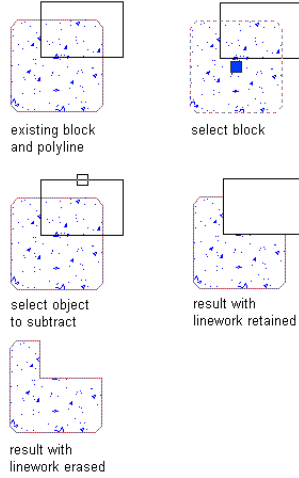 existing block
and polyline
select block
select object
to subtract
result with
linework retained
result with
linework erased